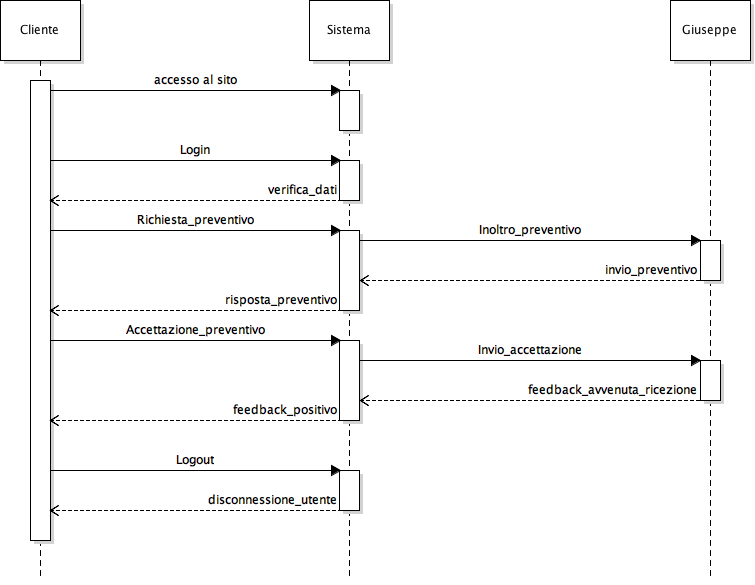 Cliente
Sistema
Giuseppe
accesso al sito
Login
verifica_dati
Richiesta_preventivo
Inoltro_preventivo
invio_preventivo
risposta_preventivo
Accettazione_preventivo
Invio_accettazione
feedback_avvenuta_ricezione
feedback_positivo
Logout
disconnessione_utente